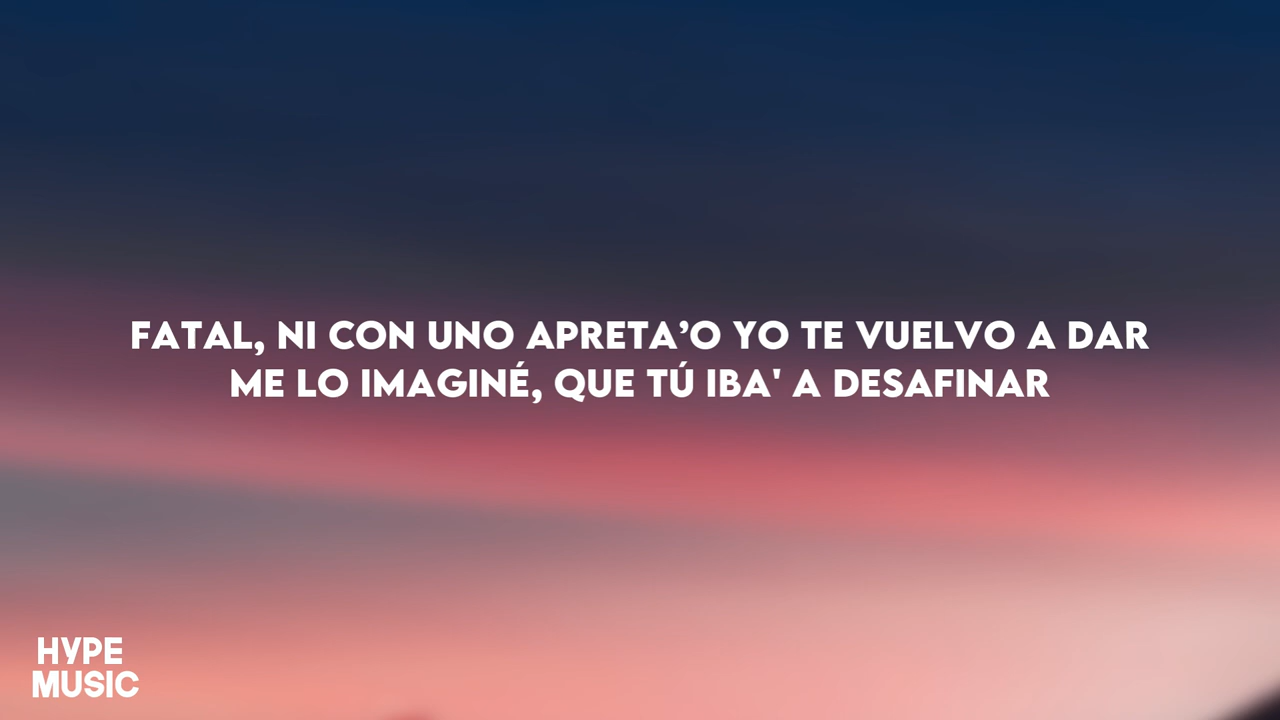 FATAL, NI CON UNO APRETA’O YO TE VUELVO A DAR
ME LO IMAGINÉ, QUE TÚ IBA' A DESAFINAR
HYPE
MUSIC